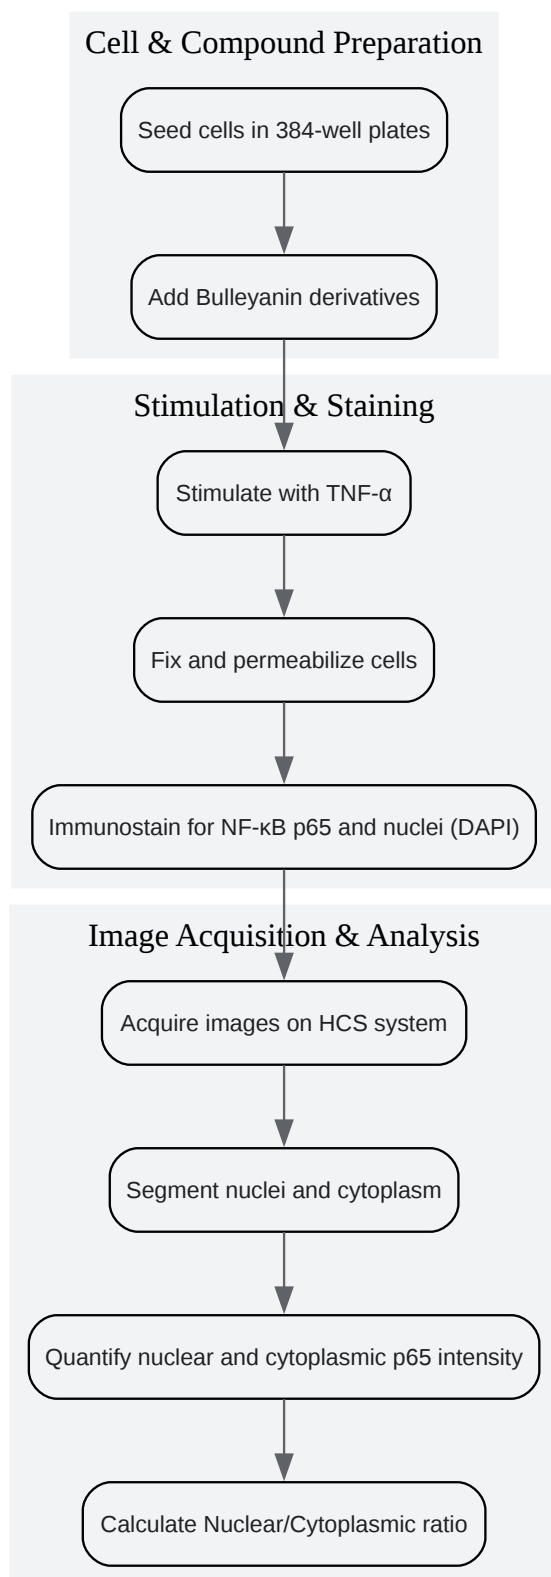 Cell & Compound Preparation
Seed cells in 384-well plates
Add Bulleyanin derivatives
Stimulation & Staining
Stimulate with TNF-α
Fix and permeabilize cells
Immunostain for NF-κB p65 and nuclei (DAPI)
Image Acquisition & Analysis
Acquire images on HCS system
Segment nuclei and cytoplasm
Quantify nuclear and cytoplasmic p65 intensity
Calculate Nuclear/Cytoplasmic ratio